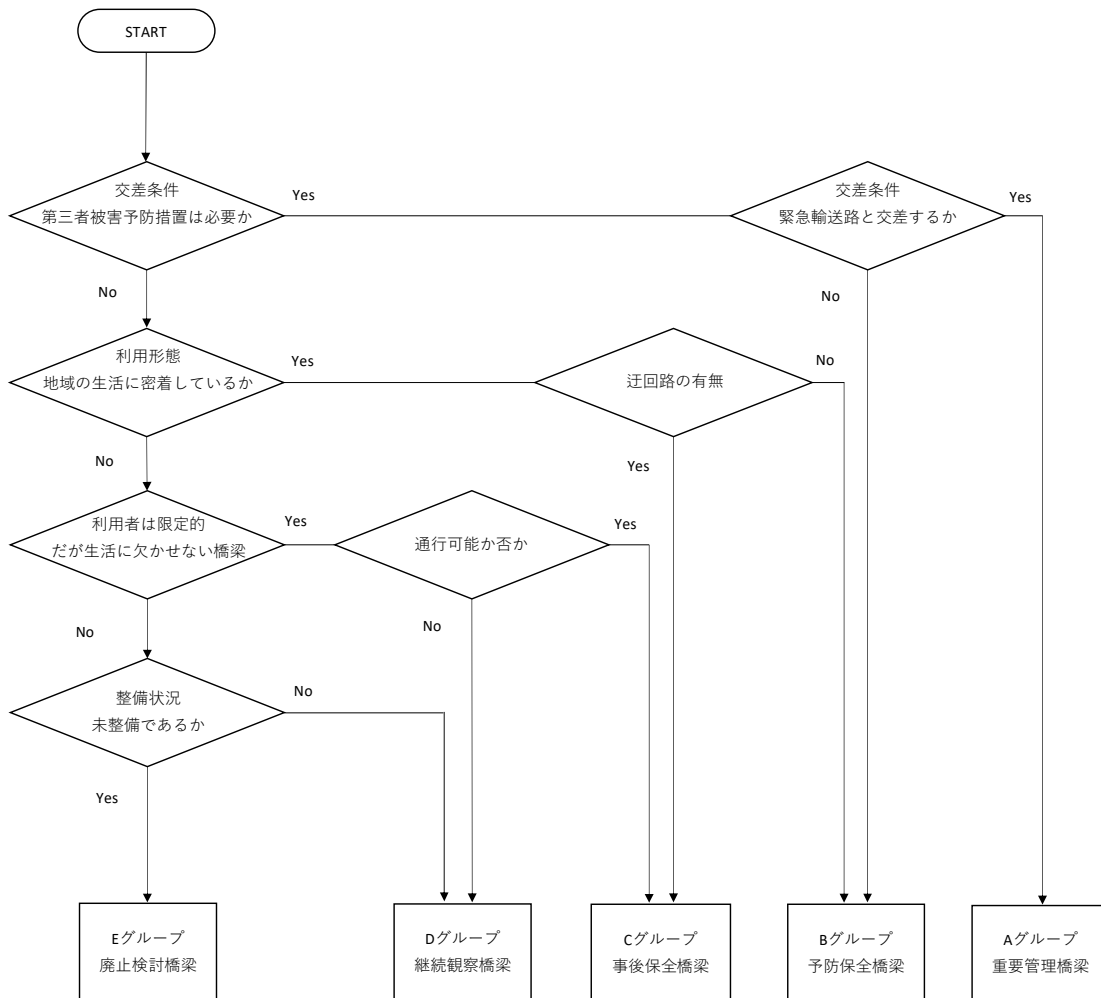 START
交差条件
第三者被害予防措置は必要か
Yes
交差条件
緊急輸送路と交差するか
Yes
No
No
利用形態
地域の生活に密着しているか
Yes
迂回路の有無
No
No
Yes
利用者は限定的
だが生活に欠かせない橋梁
Yes
通行可能か否か
Yes
No
No
整備状況
未整備であるか
No
Yes
Eグループ
廃止検討橋梁
Dグループ
継続観察橋梁
Cグループ
事後保全橋梁
Bグループ
予防保全橋梁
Aグループ
重要管理橋梁